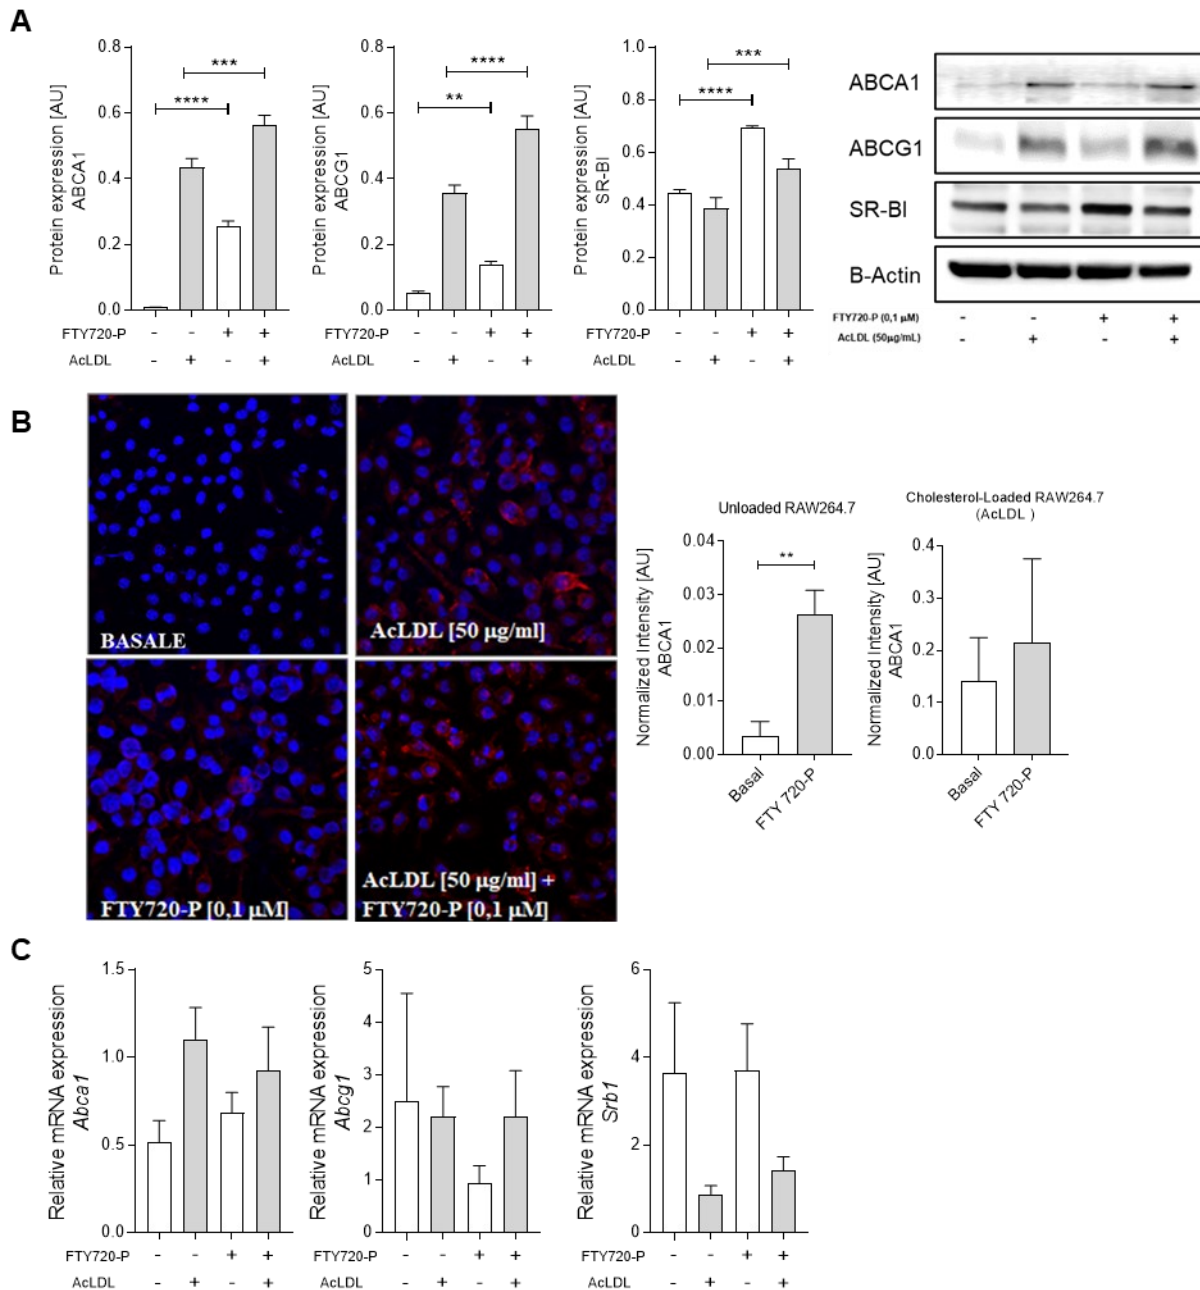 A
0.8
0.6
0.4
0.2
0.0
Protein expression [AU]
ABCA1
***
****
FTY720-P - - + +
AcLDL - + - +
0.8
0.6
0.4
0.2
0.0
Protein expression [AU]
ABCG1
****
**
- - + +
- + - +
1.0
0.8
0.6
0.4
0.2
0.0
Protein expression [AU]
SR-BI
***
****
FTY720-P - - + +
AcLDL - + - +
ABCA1
ABCG1
SR-BI
B-Actin
FTY720-P (0,1 µM) - - + +
AcLDL (50µg/mL) - + - +
B
BASALE
AcLDL [50 µg/ml]
FTY720-P [0,1 µM]
AcLDL [50 µg/ml] +
FTY720-P [0,1 µM]
Unloaded RAW264.7
0.04
0.03
0.02
0.01
0.00
Normalized Intensity [AU]
ABCA1
**
Basal
FTY 720-P
Cholesterol-Loaded RAW264.7
(AcLDL )
0.4
0.3
0.2
0.1
0.0
Normalized Intensity [AU]
ABCA1
Basal
FTY 720-P
C
1.5
1.0
0.5
0.0
Relative mRNA expression
Abca1
FTY720-P - - + +
AcLDL - + - +
5
4
3
2
1
0
Relative mRNA expression
Abcg1
FTY720-P - - + +
AcLDL - + - +
6
4
2
0
Relative mRNA expression
Srb1
FTY720-P - - + +
AcLDL - + - +